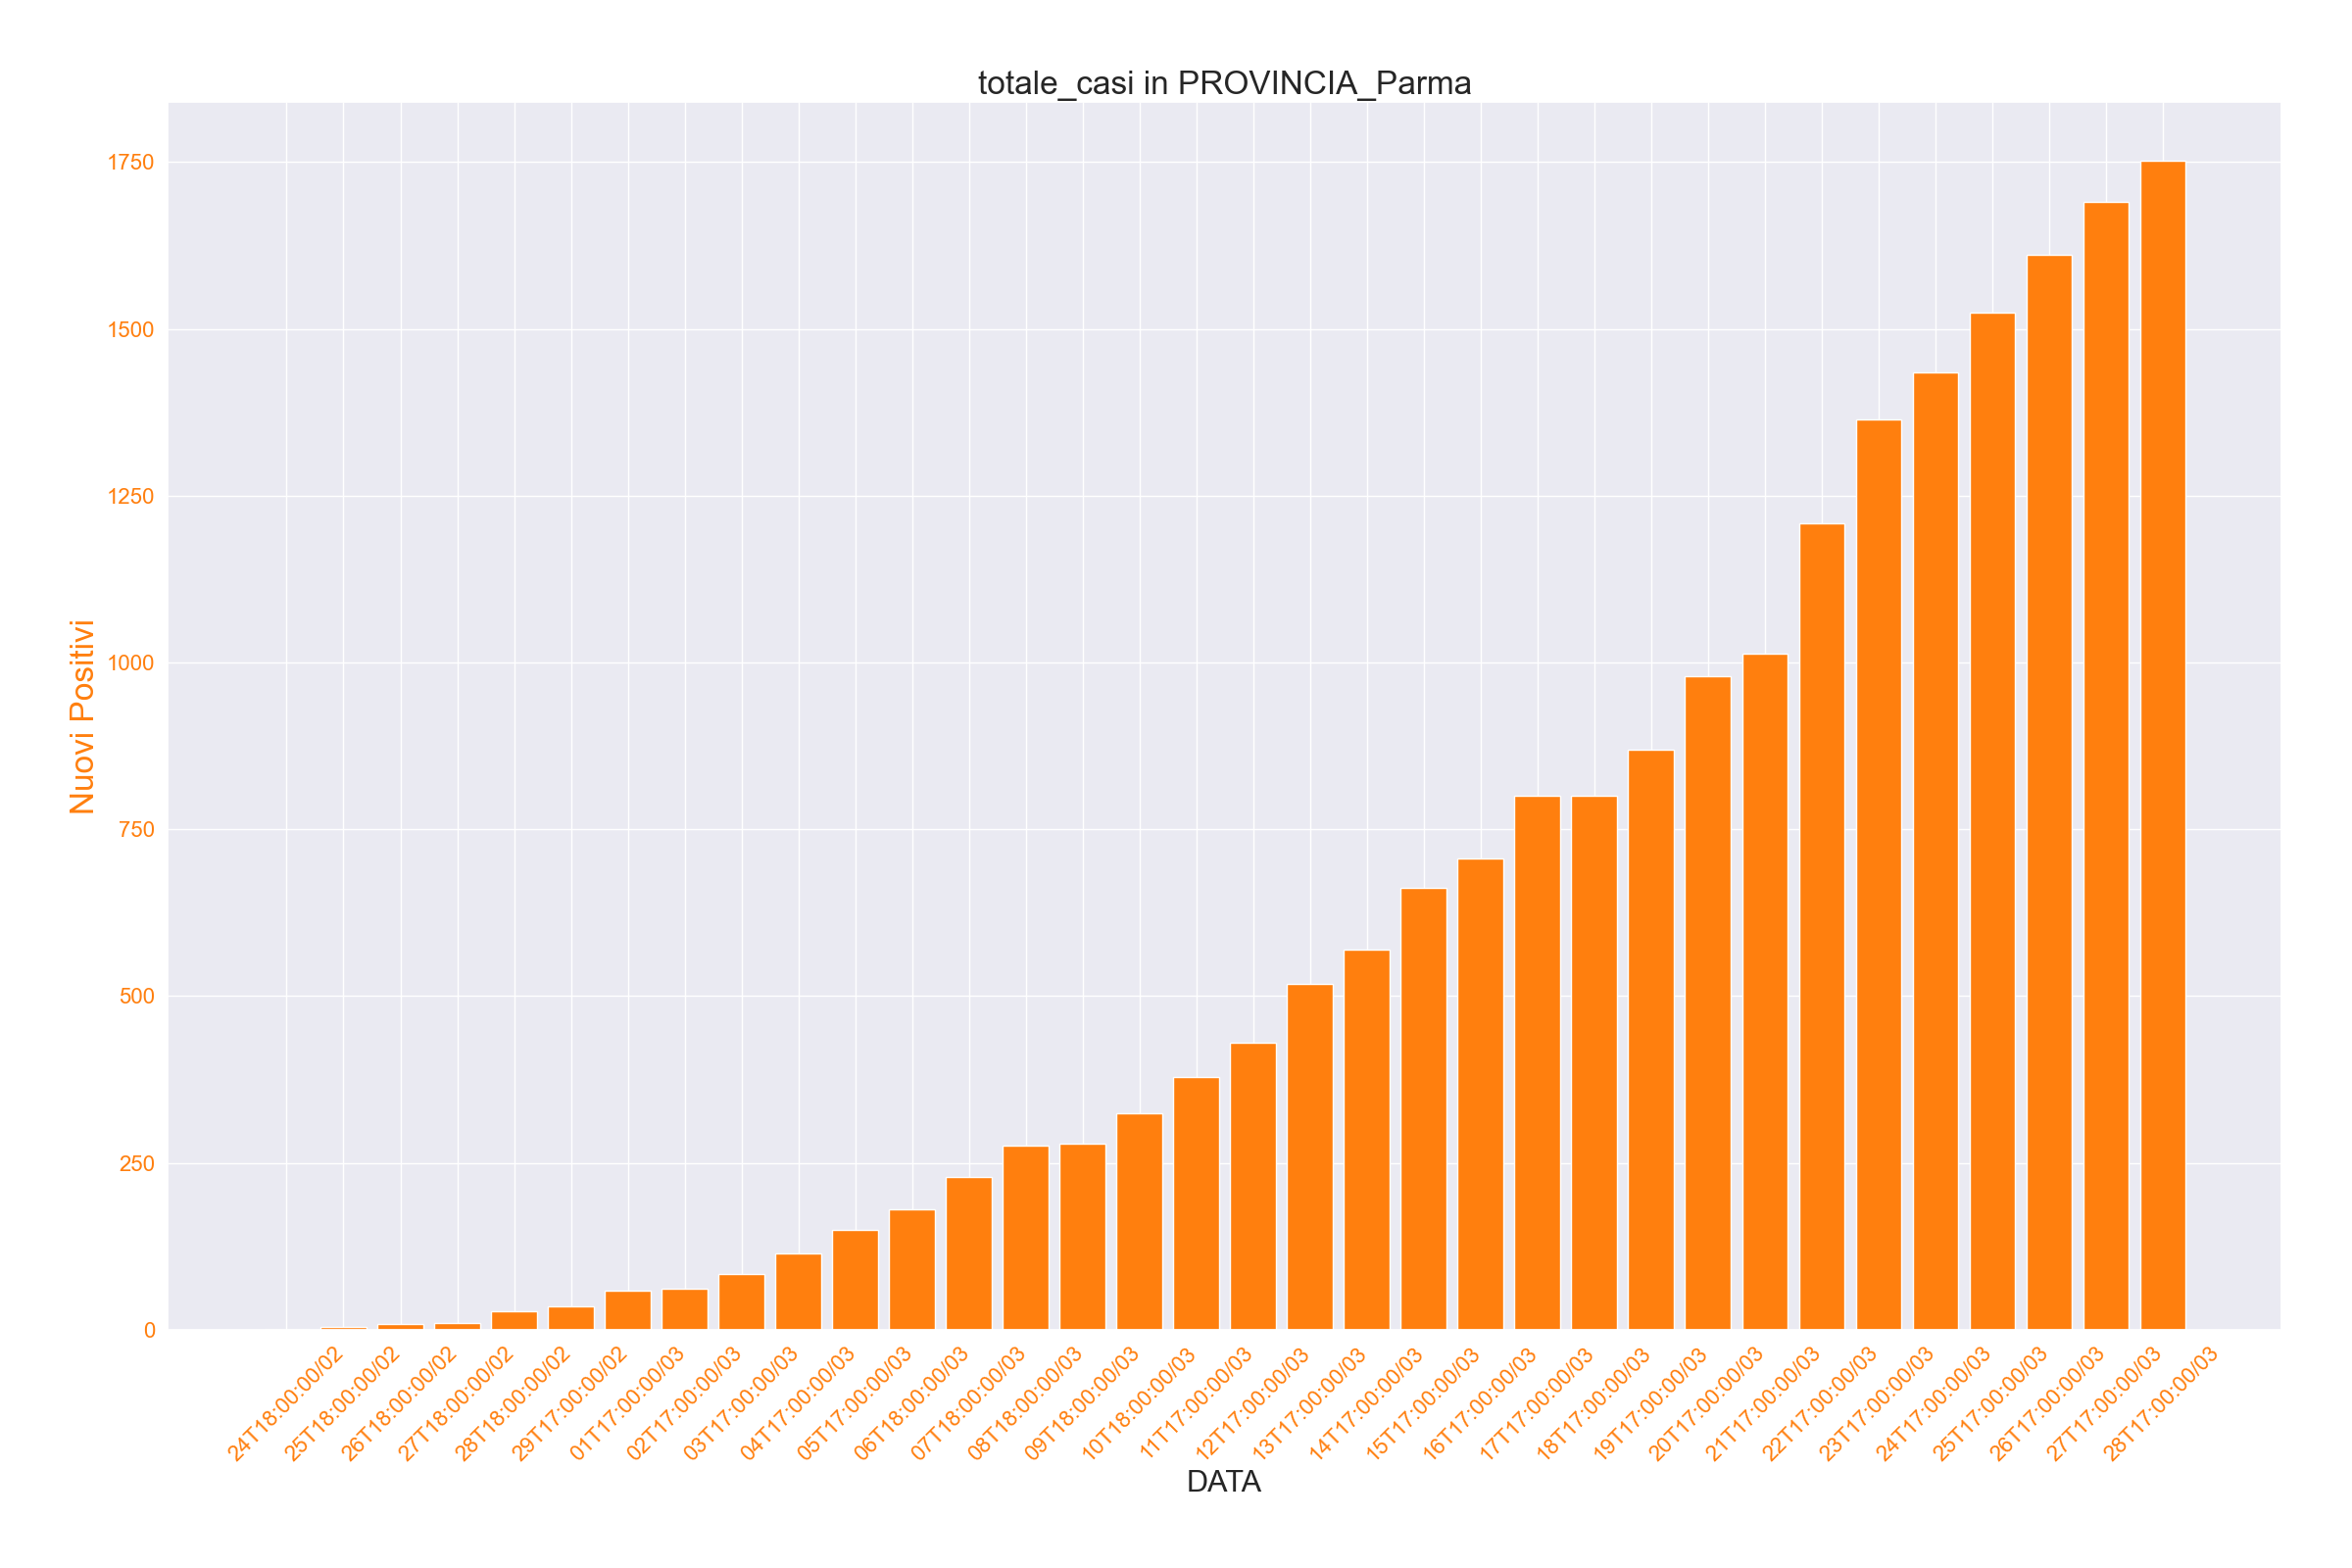 totale_casi in PROVINCIA_Parma
1750
1500
1250
1000
750
500
250
0
Nuovi Positivi
24T18:00:00/02
25T18:00:00/02
26T18:00:00/02
27T18:00:00/02
28T18:00:00/02
29T17:00:00/02
01T17:00:00/03
02T17:00:00/03
03T17:00:00/03
04T17:00:00/03
05T17:00:00/03
06T18:00:00/03
07T18:00:00/03
08T18:00:00/03
09T18:00:00/03
10T18:00:00/03
11T17:00:00/03
12T17:00:00/03
13T17:00:00/03
14T17:00:00/03
15T17:00:00/03
16T17:00:00/03
17T17:00:00/03
18T17:00:00/03
19T17:00:00/03
20T17:00:00/03
21T17:00:00/03
22T17:00:00/03
23T17:00:00/03
24T17:00:00/03
25T17:00:00/03
26T17:00:00/03
27T17:00:00/03
28T17:00:00/03
DATA